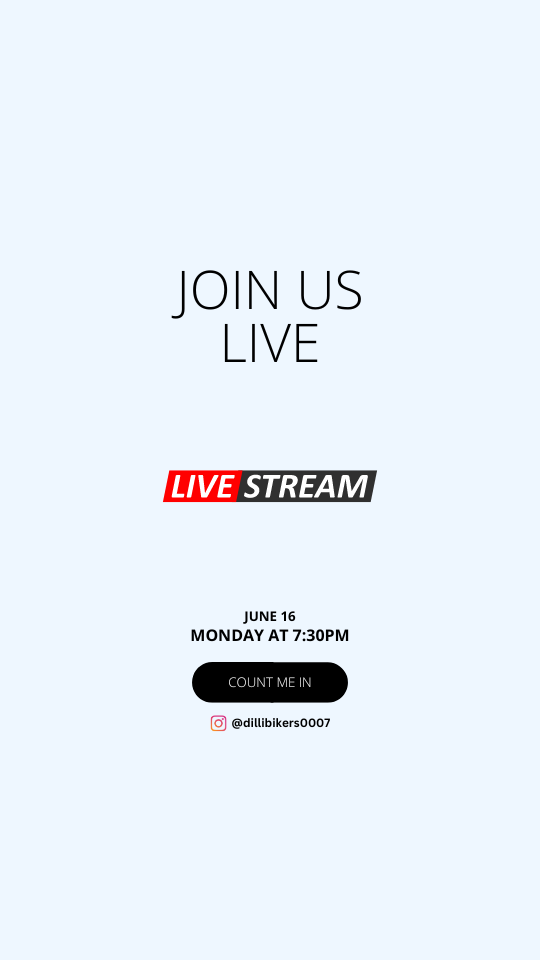 JOIN US
LIVE
LIVE STREAM
JUNE 16
MONDAY AT 7:30PM
COUNT ME IN
@dillibikers0007